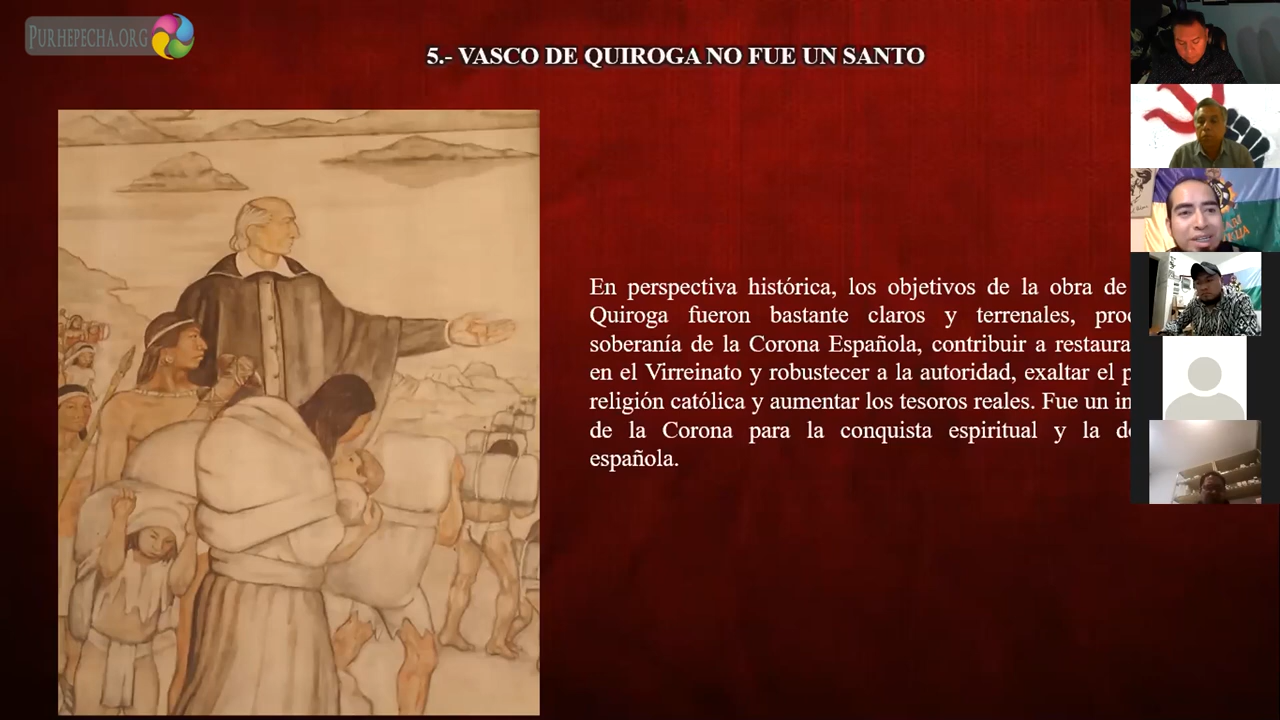 PURHEPECHA.ORG
5.- VASCO DE QUIROGA NO FUE UN SANTO
En perspectiva histórica, los objetivos de la obra de
Quiroga fueron bastante claros y terrenales,
soberanía de la Corona Española, contribuir a
en el Virreinato y robustecer a la autoridad, exaltar el
religión católica y aumentar los tesoros reales. Fue un
de la Corona para la conquista espiritual y la
española.